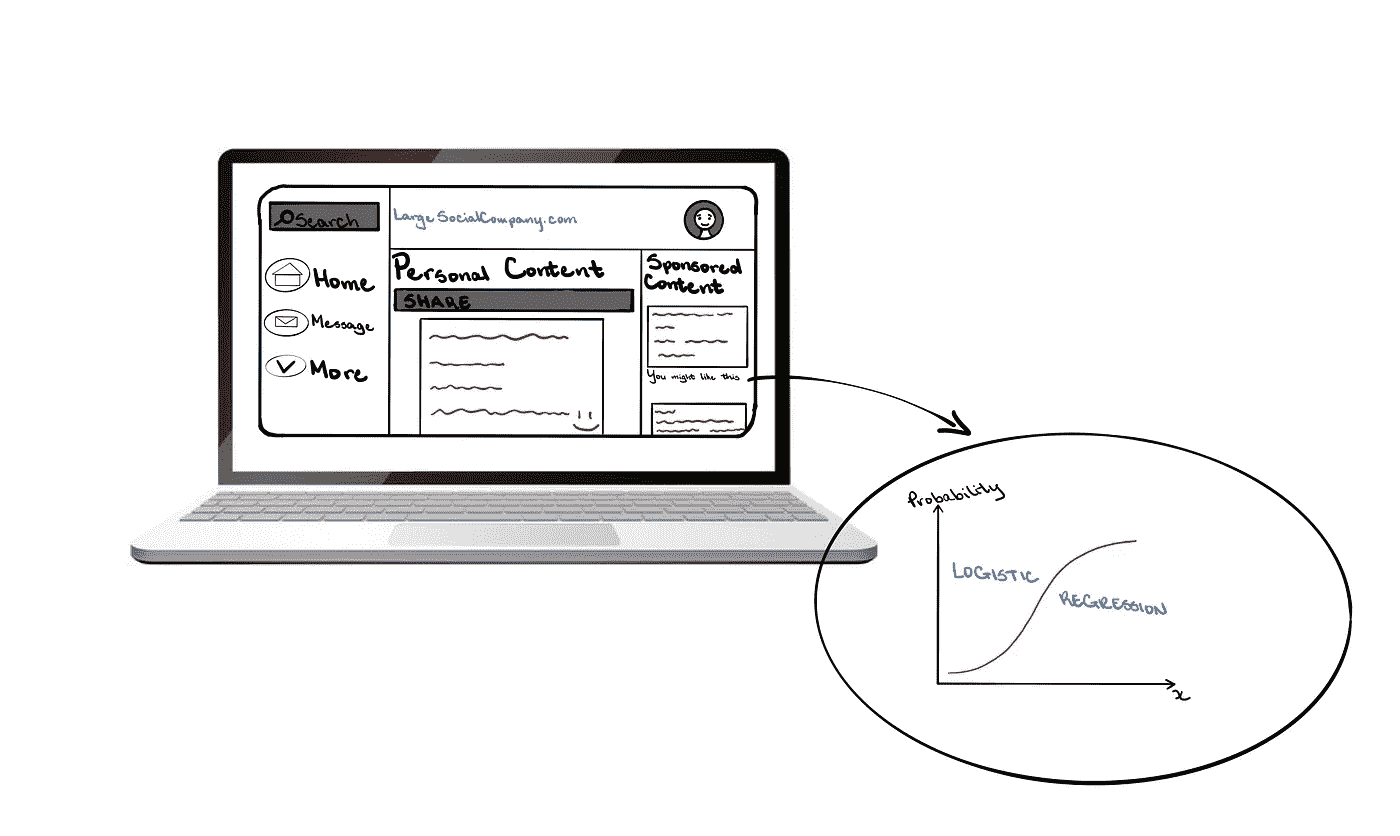 Search
LargeSocialCompany.com
Home
Message
More
Personal Content
SHARE
Sponsored
Content
You might like this
Probability
LOGISTIC
REGRESSION
x